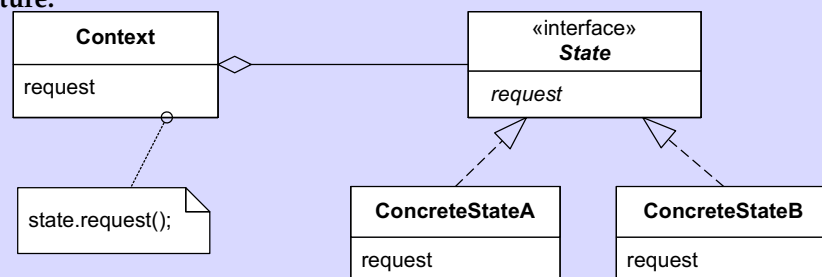 Context
request
«interface»
State
request
state.request();
ConcreteStateA
request
ConcreteStateB
request